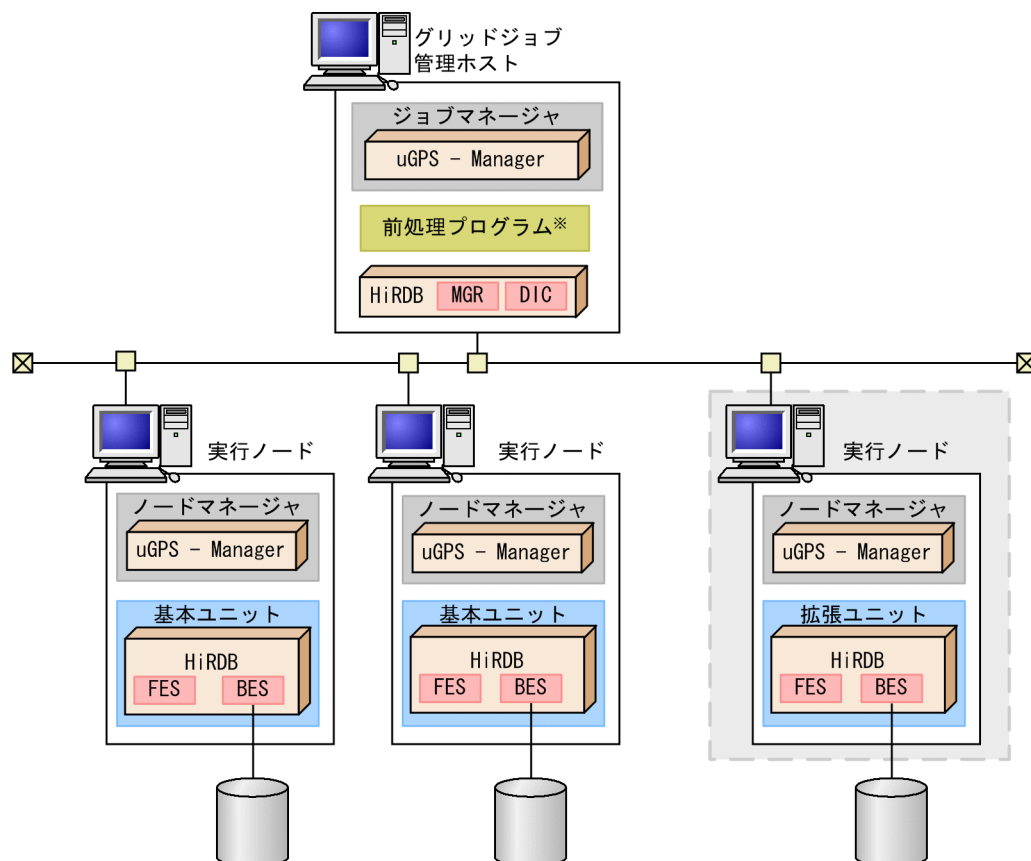 グリッドジョブ
管理ホスト
ジョブマネージャ
uGPS - Manager
前処理プログラム※
HiRDB MGR DIC
実行ノード
ノードマネージャ
uGPS - Manager
基本ユニット
HiRDB
FES BES
実行ノード
ノードマネージャ
uGPS - Manager
基本ユニット
HiRDB
FES BES
実行ノード
ノードマネージャ
uGPS - Manager
拡張ユニット
HiRDB
FES BES